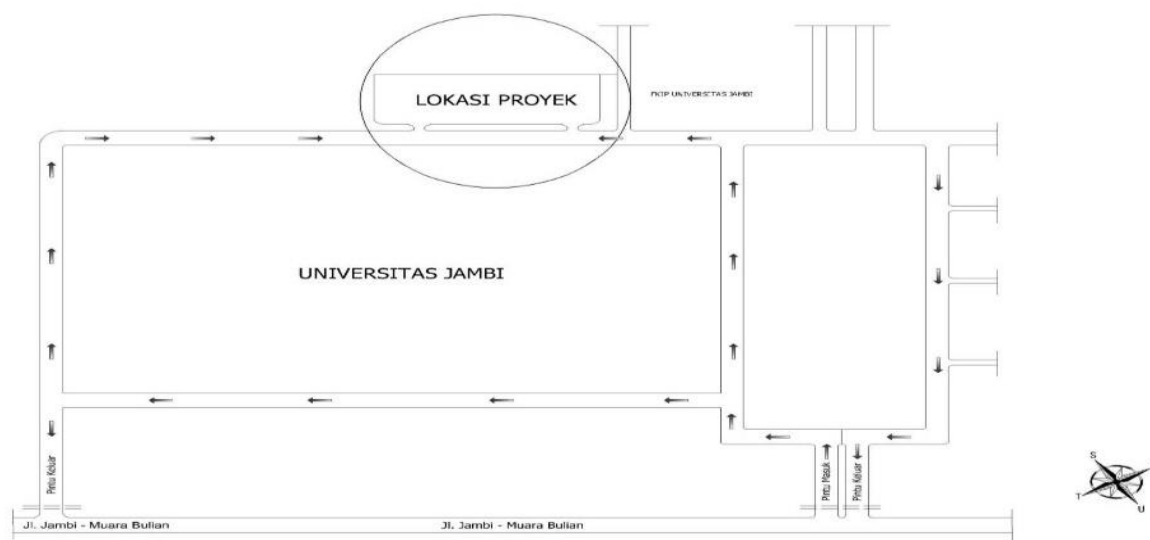 LOKASI PROYEK
FKIP UNIVERSITAS JAMBI
UNIVERSITAS JAMBI
Pintu Keluar
Pintu Masuk
Pintu Keluar
Jl. Jambi - Muara Bulian
Jl. Jambi - Muara Bulian
S
T
U